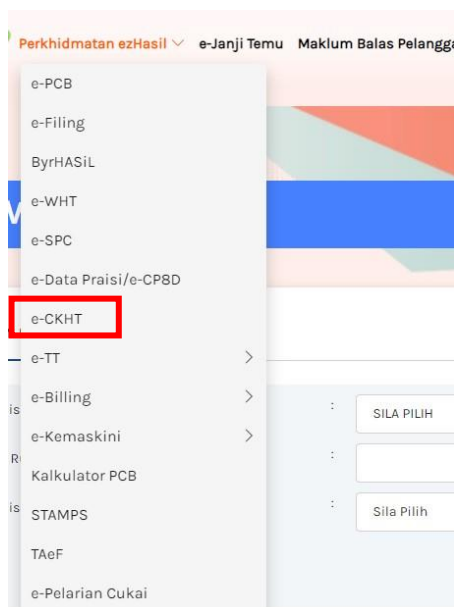 Perkhidmatan ezHasil e-Janji Temu Maklum Balas Pelangga
e-PCB
e-Filing
ByrHASiL
e-WHT
e-SPC
e-Data Praisi/e-CP8D
e-CKHT
e-TT
e-Billing
: SILA PILIH
e-Kemaskini
:
Kalkulator PCB
STAMPS
: Sila Pilih
TAeF
e-Pelarian Cukai